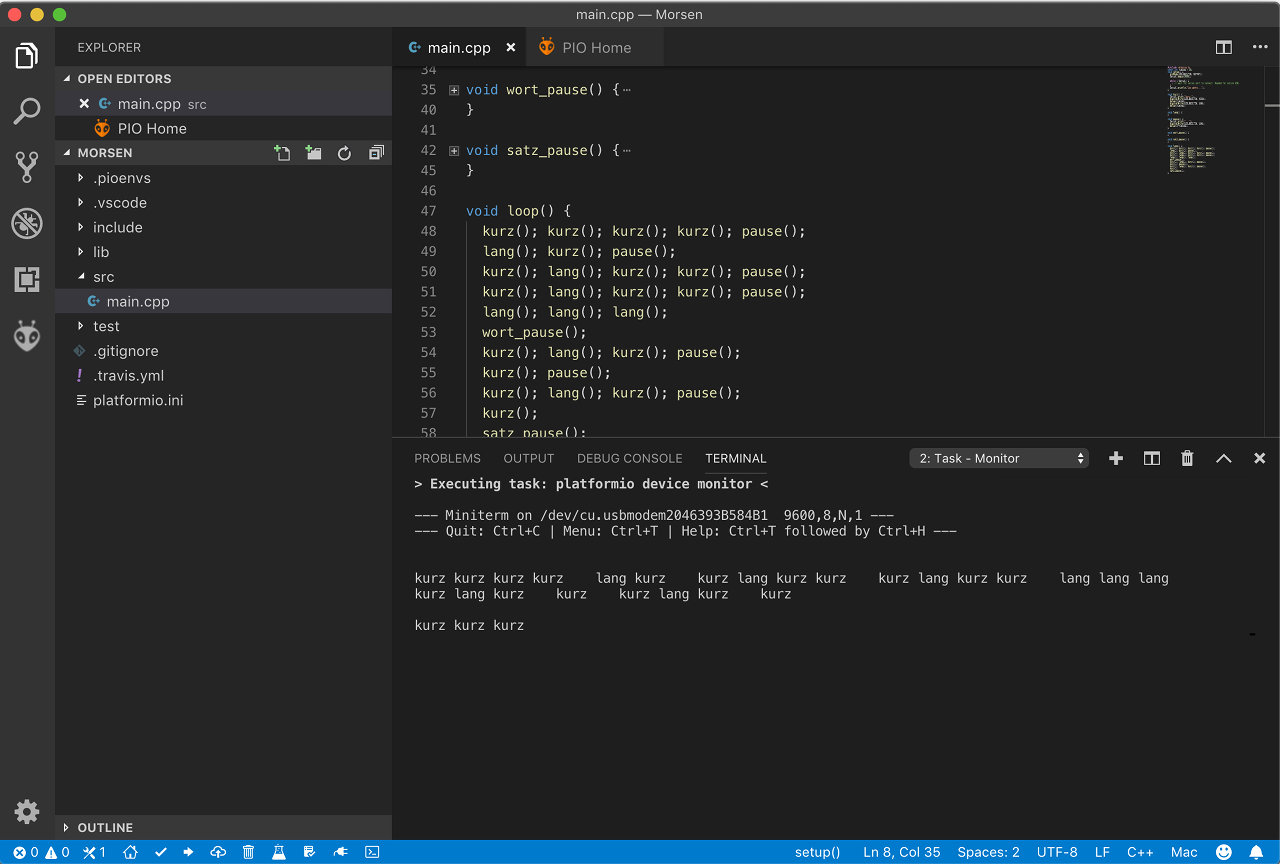 main.cpp — Morsen
EXPLORER
OPEN EDITORS
main.cpp src
PIO Home
MORSEN
.pioenvs
.vscode
include
lib
src
main.cpp
test
.gitignore
.travis.yml
platformio.ini
OUTLINE
main.cpp
PIO Home
34
35 void wort_pause() {⋯
40 }
41
42 void satz_pause() {⋯
45 }
46
47 void loop() {
48 kurz(); kurz(); kurz(); kurz(); pause();
49 lang(); kurz(); pause();
50 kurz(); lang(); kurz(); kurz(); pause();
51 kurz(); lang(); kurz(); kurz(); pause();
52 lang(); lang(); lang();
53 wort_pause();
54 kurz(); lang(); kurz(); pause();
55 kurz(); pause();
56 kurz(); lang(); kurz(); pause();
57 kurz();
58 satz_pause();
PROBLEMS OUTPUT DEBUG CONSOLE TERMINAL 2: Task - Monitor
> Executing task: platformio device monitor <
--- Miniterm on /dev/cu.usbmodem2046393B584B1  9600,8,N,1 ---
--- Quit: Ctrl+C | Menu: Ctrl+T | Help: Ctrl+T followed by Ctrl+H ---
kurz kurz kurz kurz    lang kurz    kurz lang kurz kurz    kurz lang kurz kurz    lang lang lang
kurz lang kurz    kurz    kurz lang kurz    kurz
kurz kurz kurz
0 0 1 setup() Ln 8, Col 35 Spaces: 2 UTF-8 LF C++ Mac